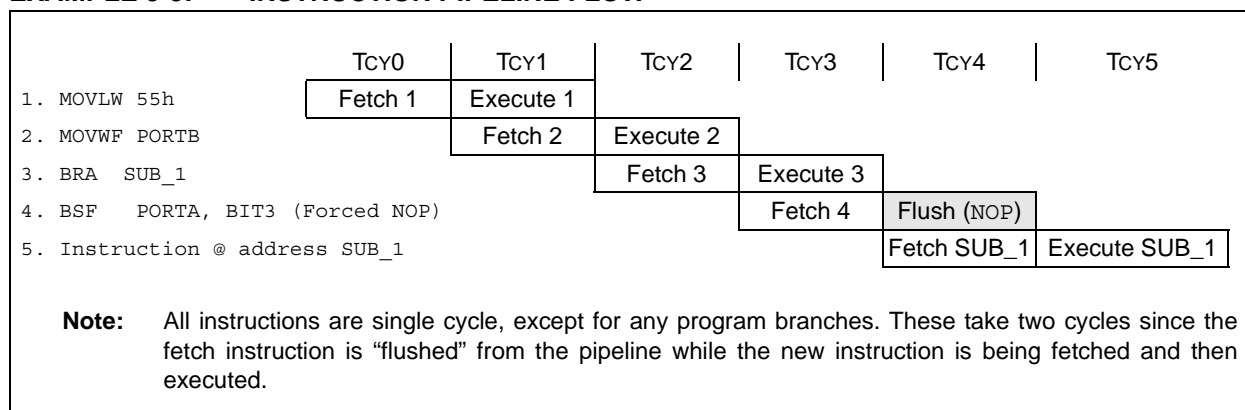 TCY0 TCY1 TCY2 TCY3 TCY4 TCY5
1. MOVLW 55h Fetch 1 Execute 1
2. MOVWF PORTB Fetch 2 Execute 2
3. BRA SUB_1 Fetch 3 Execute 3
4. BSF PORTA, BIT3 (Forced NOP) Fetch 4 Flush (NOP)
5. Instruction @ address SUB_1 Fetch SUB_1 Execute SUB_1
Note: All instructions are single cycle, except for any program branches. These take two cycles since the
fetch instruction is “flushed” from the pipeline while the new instruction is being fetched and then
executed.